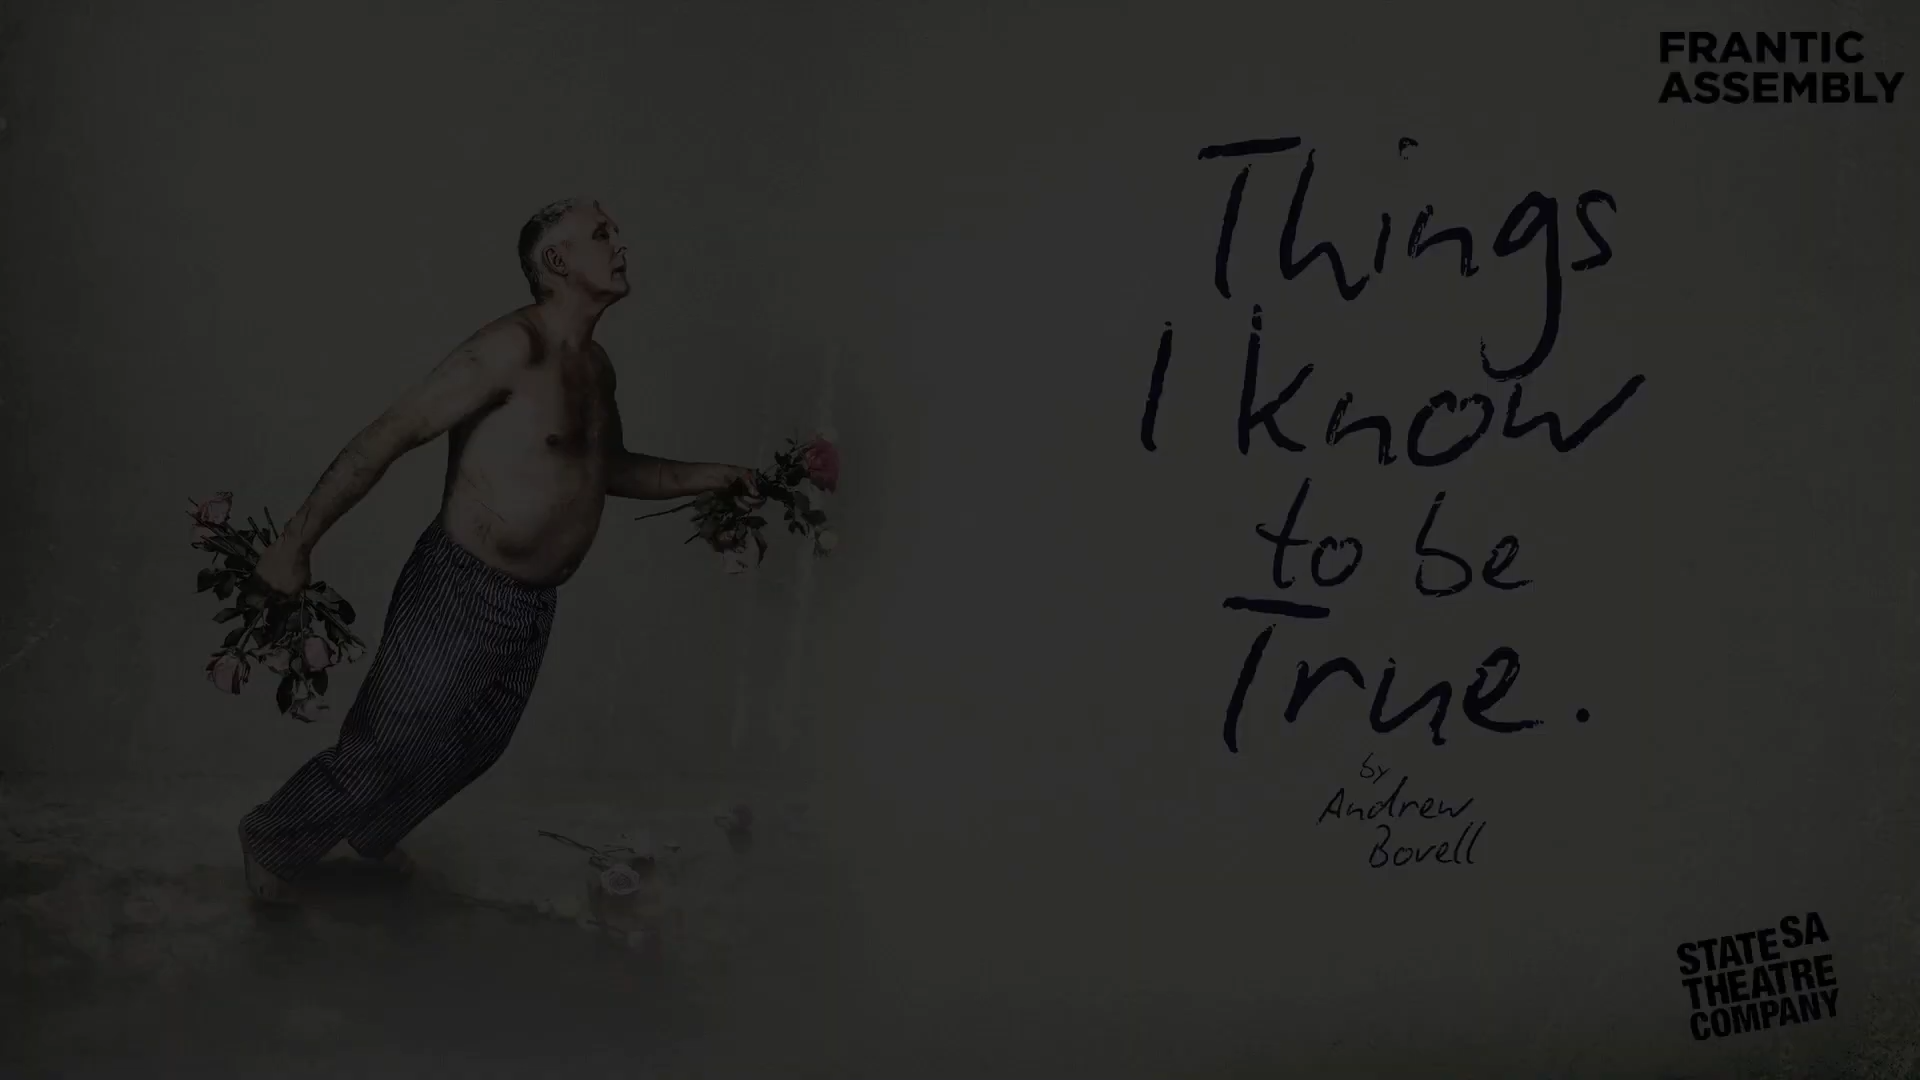 FRANTIC
ASSEMBLY
Things
I know
to be
True.
by
Andrew
Bovell
STATE SA
THEATRE
COMPANY